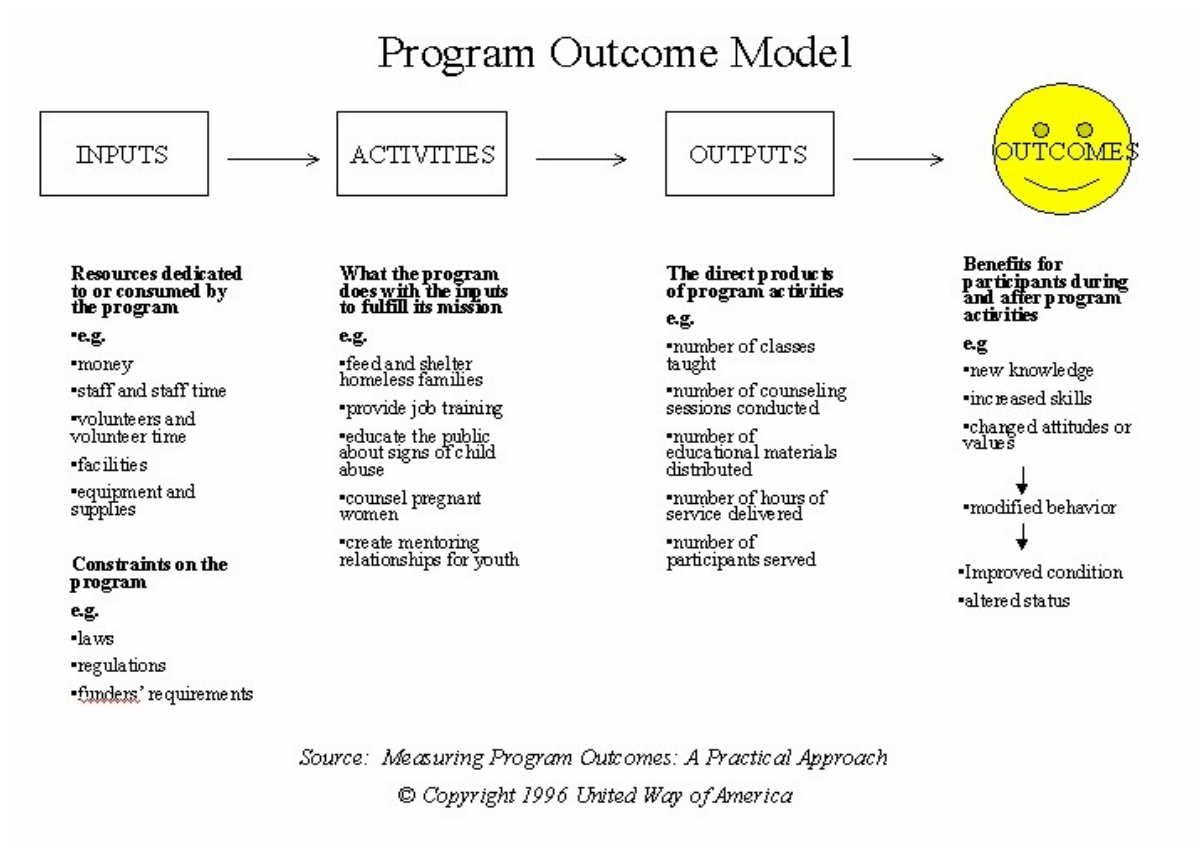 Program Outcome Model
INPUTS
ACTIVITIES
OUTPUTS
OUTCOMES
Resources dedicated
to or consumed by
the program
▪e.g.
▪money
▪staff and staff time
▪volunteers and
volunteer time
▪facilities
▪equipment and
supplies
Constraints on the
program
e.g.
▪laws
▪regulations
▪funders' requirements
What the program
does with the inputs
to fulfill its mission
e.g.
▪feed and shelter
homeless families
▪provide job training
▪educate the public
about signs of child
abuse
▪counsel pregnant
women
▪create mentoring
relationships for youth
The direct products
of program activities
e.g.
▪number of classes
taught
▪number of counseling
sessions conducted
▪number of
educational materials
distributed
▪number of hours of
service delivered
▪number of
participants served
Benefits for
participants during
and after program
activities
e.g
▪new knowledge
▪increased skills
▪changed attitudes or
values
▪modified behavior
▪Improved condition
▪altered status
Source: Measuring Program Outcomes: A Practical Approach
© Copyright 1996 United Way of America